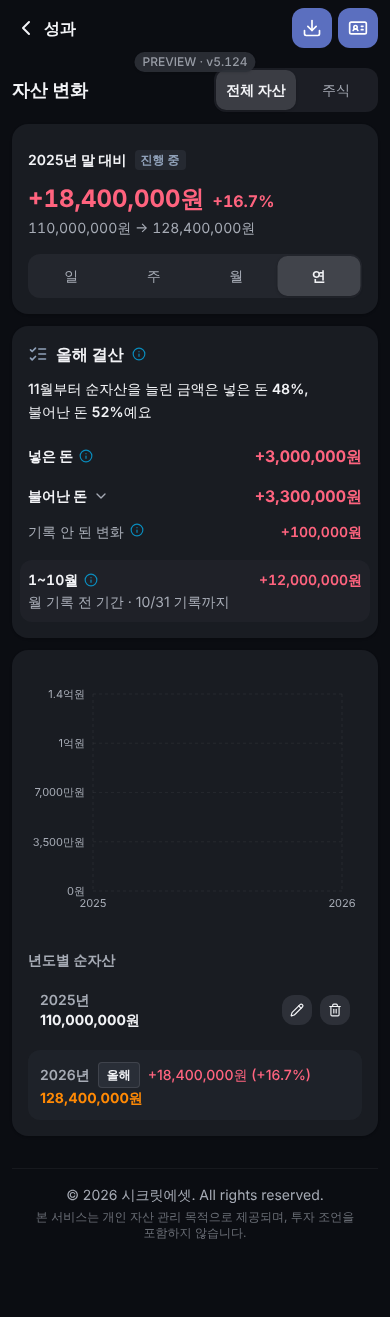 성과
PREVIEW · v5.124
자산 변화
전체 자산
주식
2025년 말 대비 진행 중
+18,400,000원 +16.7%
110,000,000원 → 128,400,000원
일 주 월 연
올해 결산
11월부터 순자산을 늘린 금액은 넣은 돈 48%,
불어난 돈 52%예요
넣은 돈 +3,000,000원
불어난 돈 +3,300,000원
기록 안 된 변화 +100,000원
1~10월 +12,000,000원
월 기록 전 기간 · 10/31 기록까지
1.4억원
1억원
7,000만원
3,500만원
0원
2025 2026
년도별 순자산
2025년
110,000,000원
2026년 올해 +18,400,000원 (+16.7%)
128,400,000원
© 2026 시크릿에셋. All rights reserved.
본 서비스는 개인 자산 관리 목적으로 제공되며, 투자 조언을
포함하지 않습니다.